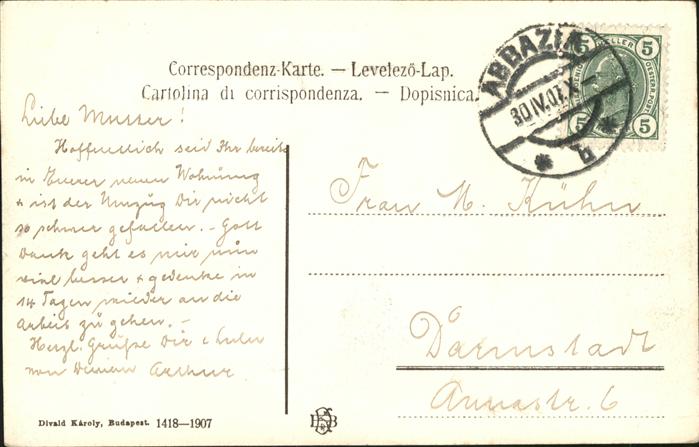 Correspondenz-Karte. — Levelező-Lap.
Cartolina di corrispondenza. — Dopisnica.
ABBAZIA
30 IV. 07. X
5 HELLER 5
5 5
Liebe Mutter!
Hoffentlich seid Ihr bereits
in Eurer neuen Wohnung
+ ist der Umzug Dir nicht
so schwer gefallen. – Gott
Dank geht es mir nun
viel besser + gedenke in
14 Tagen wieder an die
Arbeit zu gehen. –
Herzl. Grüße Dir &
von Deinem Arthur
Frau M. Kühn
Darmstadt
Annastr. 6
Divald Károly, Budapest. 1418—1907